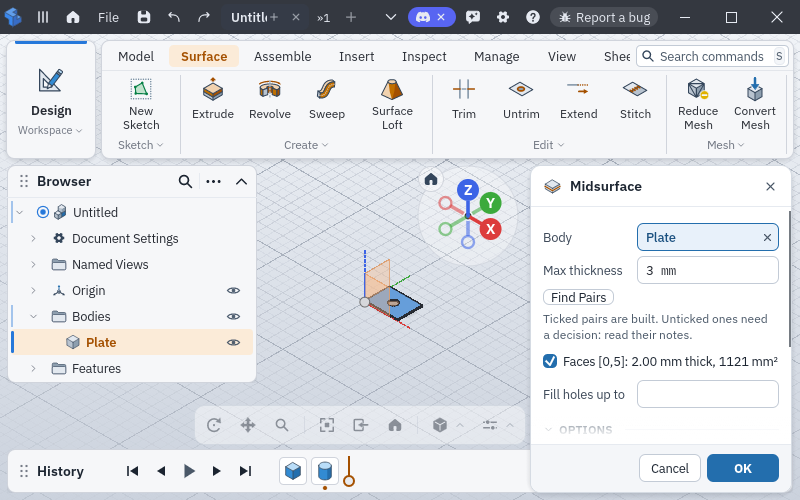 File
Untitl
»1
Report a bug
Design
Workspace
Model
Surface
Assemble
Insert
Inspect
Manage
View
Shee
Search commands
S
New Sketch
Extrude
Revolve
Sweep
Surface Loft
Trim
Untrim
Extend
Stitch
Reduce Mesh
Convert Mesh
Sketch
Create
Edit
Mesh
Browser
Untitled
Document Settings
Named Views
Origin
Bodies
Plate
Features
Z
Y
X
Midsurface
Body
Plate
Max thickness
3 mm
Find Pairs
Ticked pairs are built. Unticked ones need
a decision: read their notes.
Faces [0,5]: 2.00 mm thick, 1121 mm²
Fill holes up to
OPTIONS
Cancel
OK
History